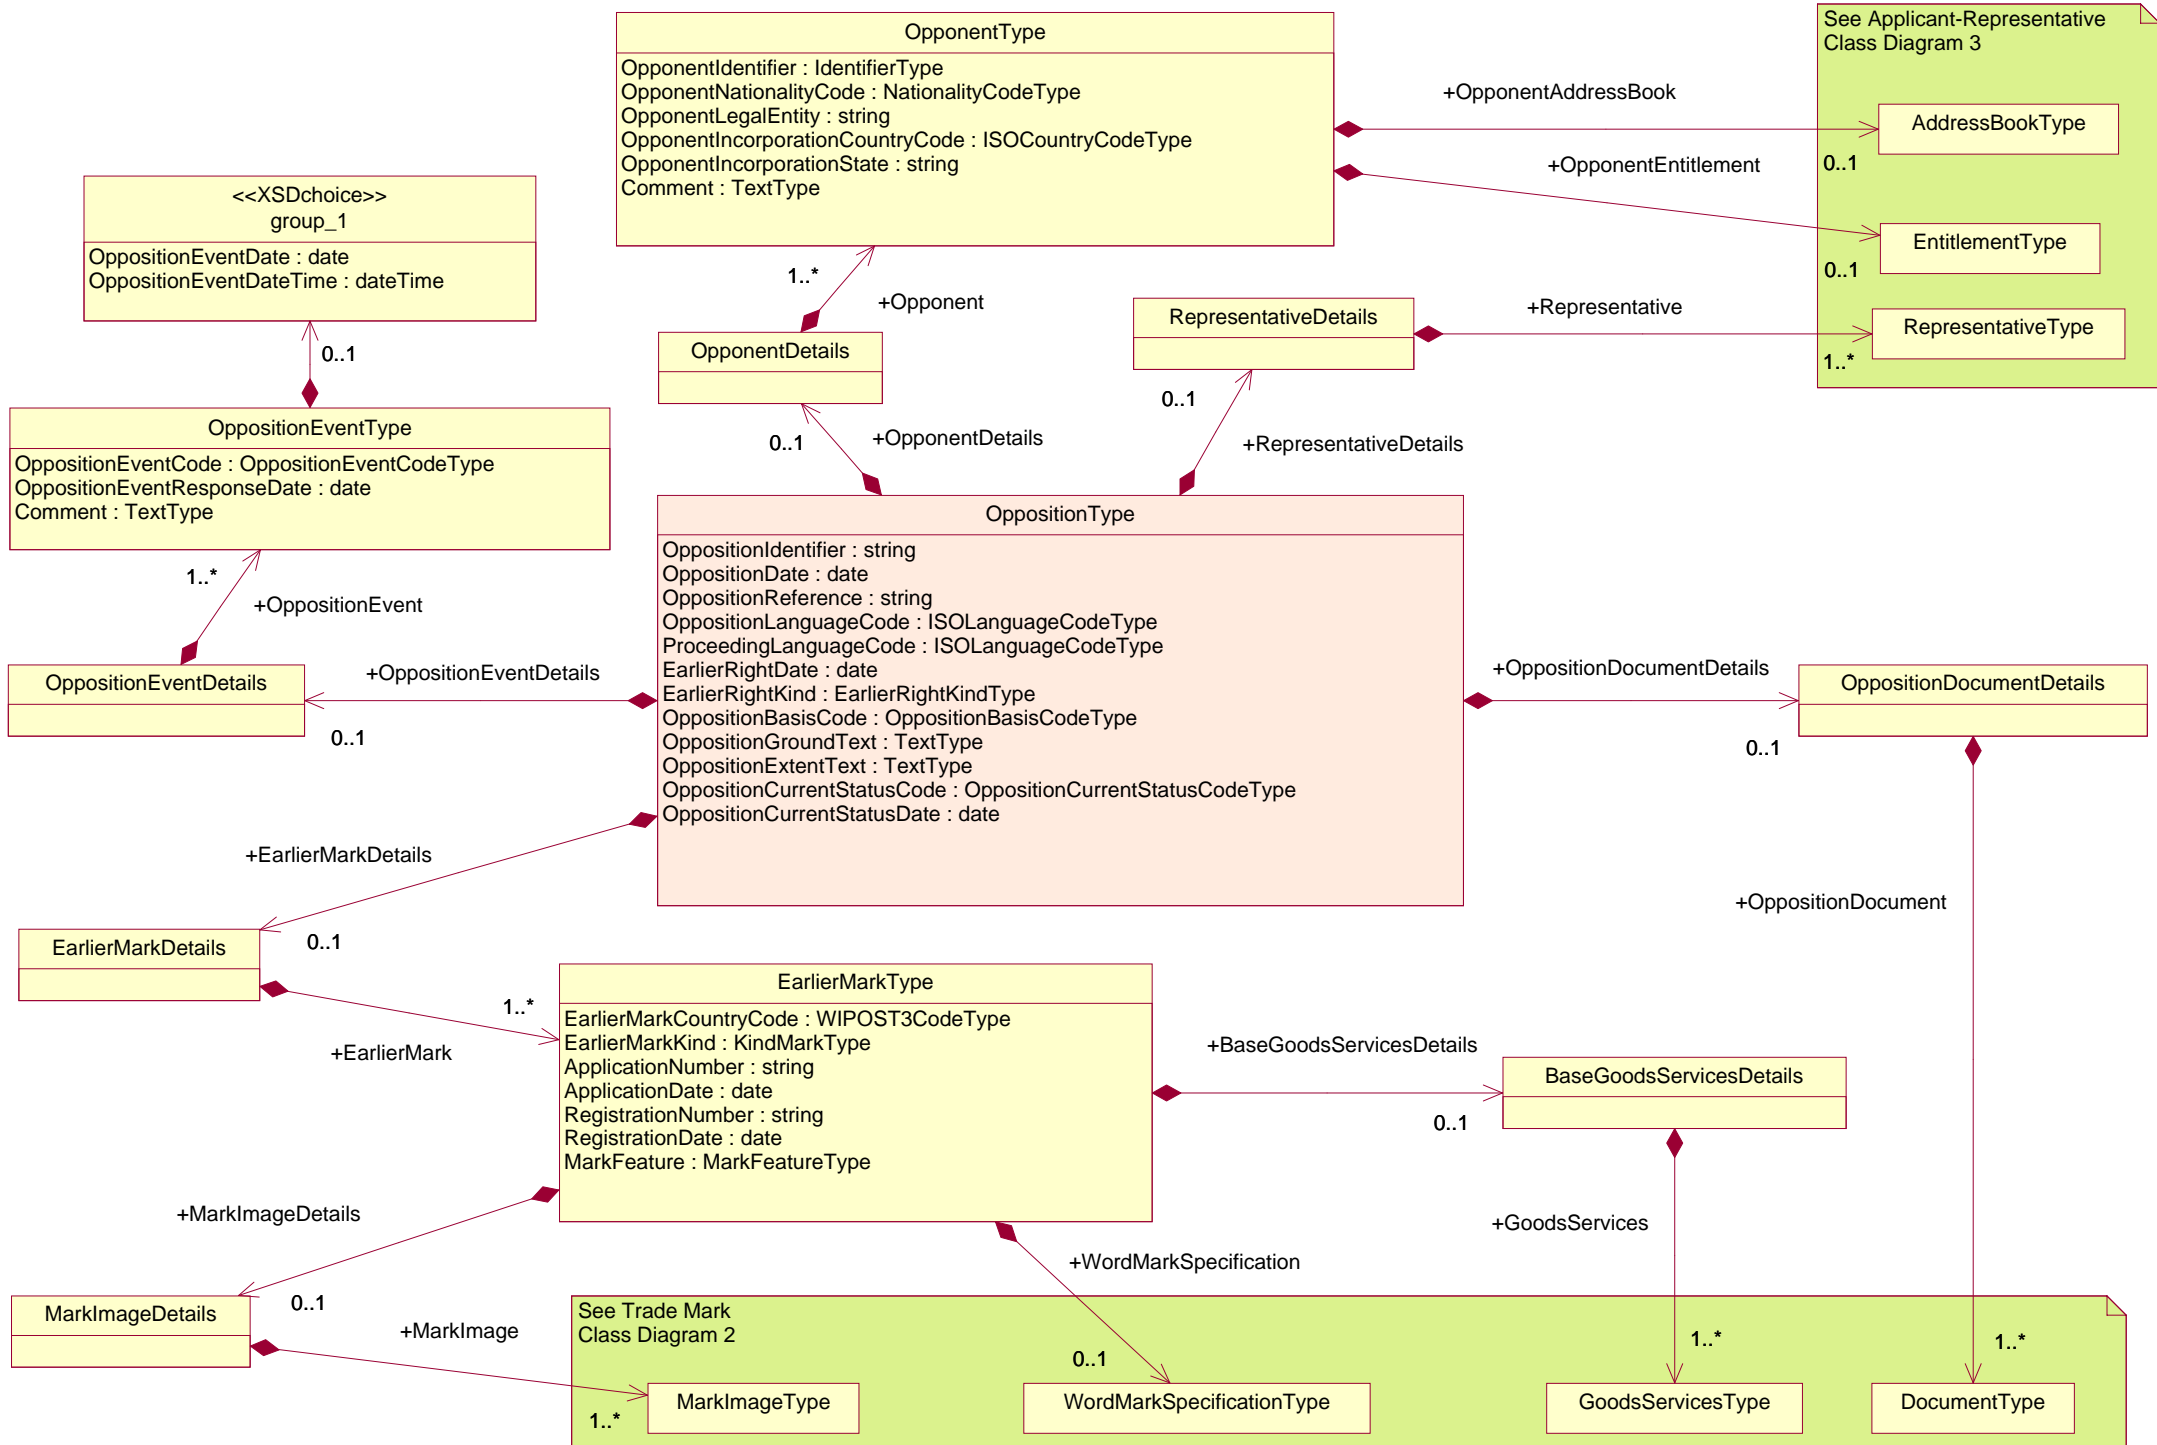 OpponentType
OpponentIdentifier : IdentifierType
OpponentNationalityCode : NationalityCodeType
OpponentLegalEntity : string
OpponentIncorporationCountryCode : ISOCountryCodeType
OpponentIncorporationState : string
Comment : TextType
See Applicant-Representative
Class Diagram 3
+OpponentAddressBook
AddressBookType
0..1
+OpponentEntitlement
EntitlementType
0..1
<<XSDchoice>>
group_1
OppositionEventDate : date
OppositionEventDateTime : dateTime
0..1
1..*
+Opponent
OpponentDetails
RepresentativeDetails
+Representative
RepresentativeType
1..*
0..1
+OpponentDetails
0..1
+RepresentativeDetails
OppositionEventType
OppositionEventCode : OppositionEventCodeType
OppositionEventResponseDate : date
Comment : TextType
1..*
+OppositionEvent
OppositionEventDetails
+OppositionEventDetails
0..1
OppositionType
OppositionIdentifier : string
OppositionDate : date
OppositionReference : string
OppositionLanguageCode : ISOLanguageCodeType
ProceedingLanguageCode : ISOLanguageCodeType
EarlierRightDate : date
EarlierRightKind : EarlierRightKindType
OppositionBasisCode : OppositionBasisCodeType
OppositionGroundText : TextType
OppositionExtentText : TextType
OppositionCurrentStatusCode : OppositionCurrentStatusCodeType
OppositionCurrentStatusDate : date
+OppositionDocumentDetails
OppositionDocumentDetails
0..1
+OppositionDocument
+EarlierMarkDetails
0..1
EarlierMarkDetails
1..*
+EarlierMark
EarlierMarkType
EarlierMarkCountryCode : WIPOST3CodeType
EarlierMarkKind : KindMarkType
ApplicationNumber : string
ApplicationDate : date
RegistrationNumber : string
RegistrationDate : date
MarkFeature : MarkFeatureType
+BaseGoodsServicesDetails
BaseGoodsServicesDetails
0..1
+GoodsServices
+MarkImageDetails
0..1
MarkImageDetails
+MarkImage
+WordMarkSpecification
See Trade Mark
Class Diagram 2
1..*
MarkImageType
0..1
WordMarkSpecificationType
1..*
GoodsServicesType
1..*
DocumentType